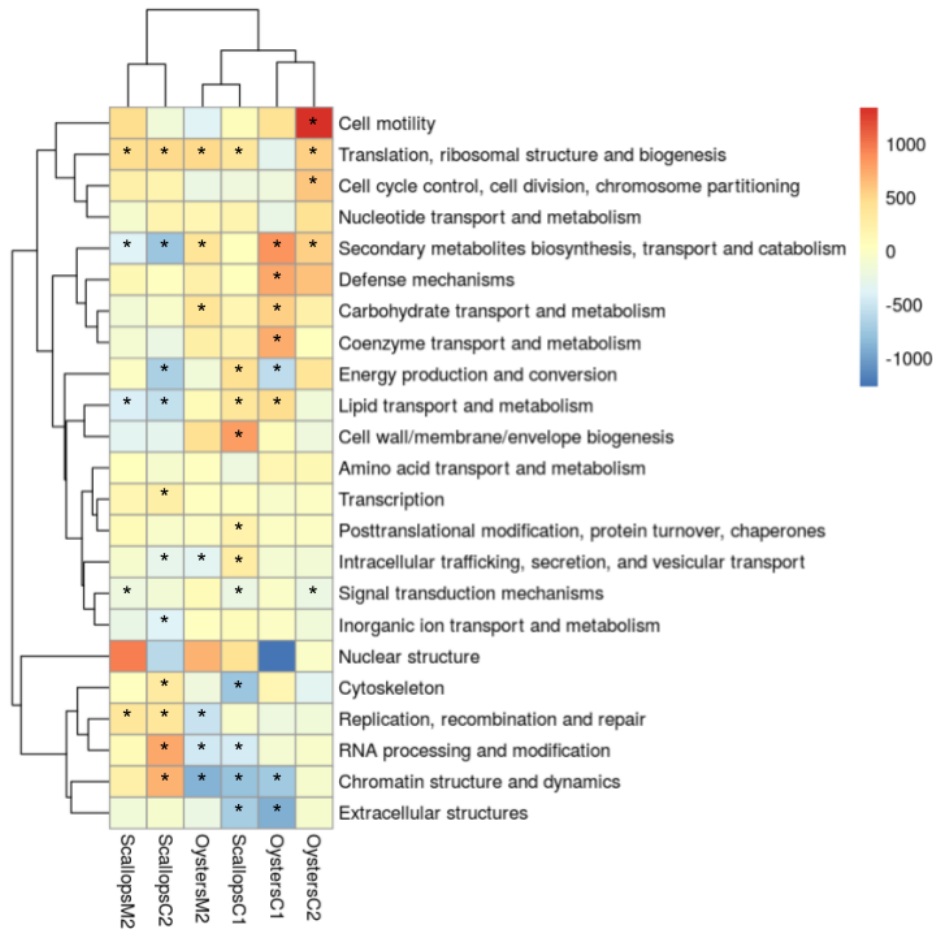 Cell motility
Translation, ribosomal structure and biogenesis
Cell cycle control, cell division, chromosome partitioning
Nucleotide transport and metabolism
Secondary metabolites biosynthesis, transport and catabolism
Defense mechanisms
Carbohydrate transport and metabolism
Coenzyme transport and metabolism
Energy production and conversion
Lipid transport and metabolism
Cell wall/membrane/envelope biogenesis
Amino acid transport and metabolism
Transcription
Posttranslational modification, protein turnover, chaperones
Intracellular trafficking, secretion, and vesicular transport
Signal transduction mechanisms
Inorganic ion transport and metabolism
Nuclear structure
Cytoskeleton
Replication, recombination and repair
RNA processing and modification
Chromatin structure and dynamics
Extracellular structures
1000
500
0
-500
-1000
ScallopsM2
ScallopsC2
OystersM2
ScallopsC1
OystersC1
OystersC2